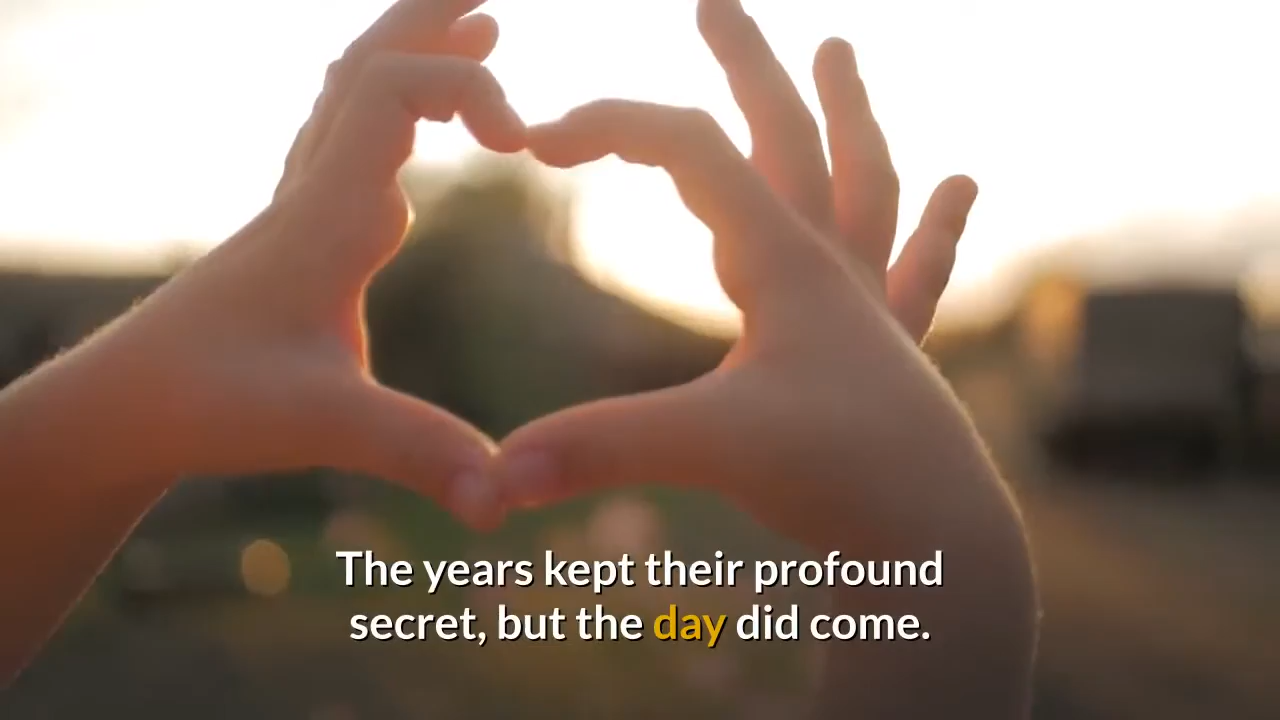 The years kept their profound
secret, but the day did come.